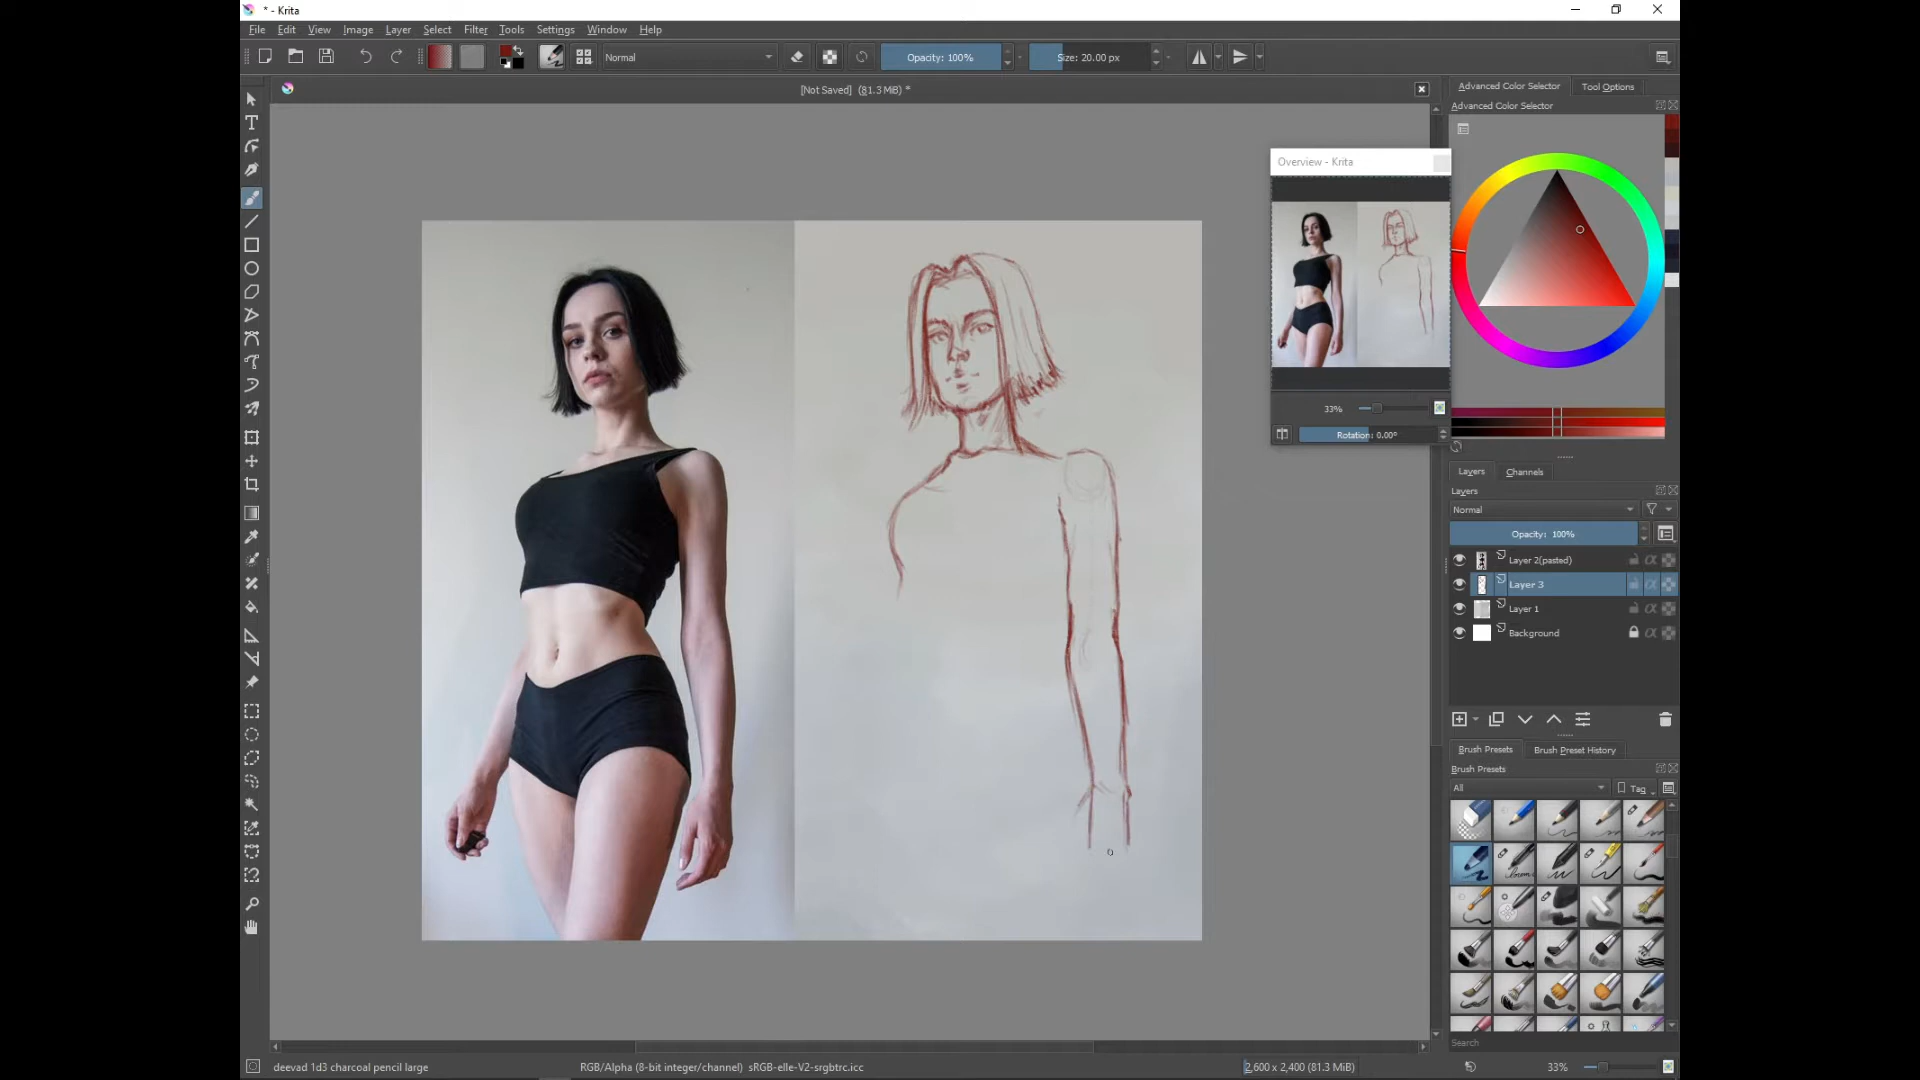 * - Krita
File Edit View Image Layer Select Filter Tools Settings Window Help
Normal
Opacity: 100%
Size: 20.00 px
[Not Saved] (81.3 MiB) *
Advanced Color Selector
Tool Options
Advanced Color Selector
Overview - Krita
33%
Rotation: 0.00°
Layers
Channels
Layers
Normal
Opacity: 100%
Layer 2(pasted)
Layer 3
Layer 1
Background
Brush Presets
Brush Preset History
Brush Presets
All
Tag
Search
deevad 1d3 charcoal pencil large
RGB/Alpha (8-bit integer/channel) sRGB-elle-V2-srgbtrc.icc
2,600 x 2,400 (81.3 MiB)
33%